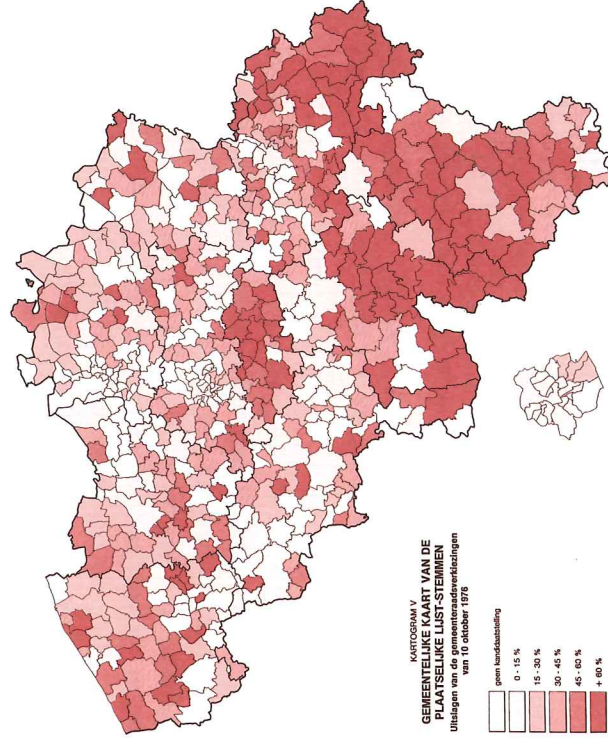 KARTOGRAM V
GEMEENTELIJKE KAART VAN DE
PLAATSELIJKE LIJST-STEMMEN
Uitslagen van de gemeenteraadsverkiezingen
van 10 oktober 1976
geen kandidaatstelling
0 - 15 %
15 - 30 %
30 - 45 %
45 - 60 %
+ 60 %